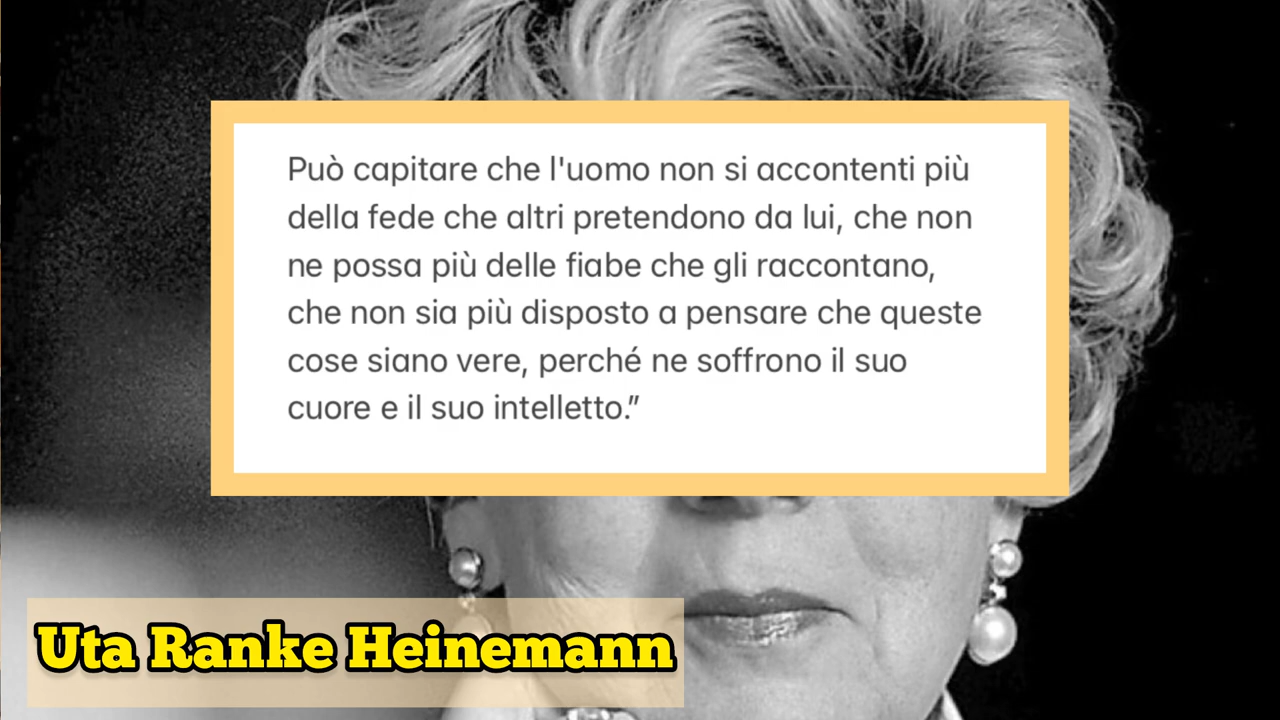 Può capitare che l'uomo non si accontenti più
della fede che altri pretendono da lui, che non
ne possa più delle fiabe che gli raccontano,
che non sia più disposto a pensare che queste
cose siano vere, perché ne soffrono il suo
cuore e il suo intelletto.”
Uta Ranke Heinemann